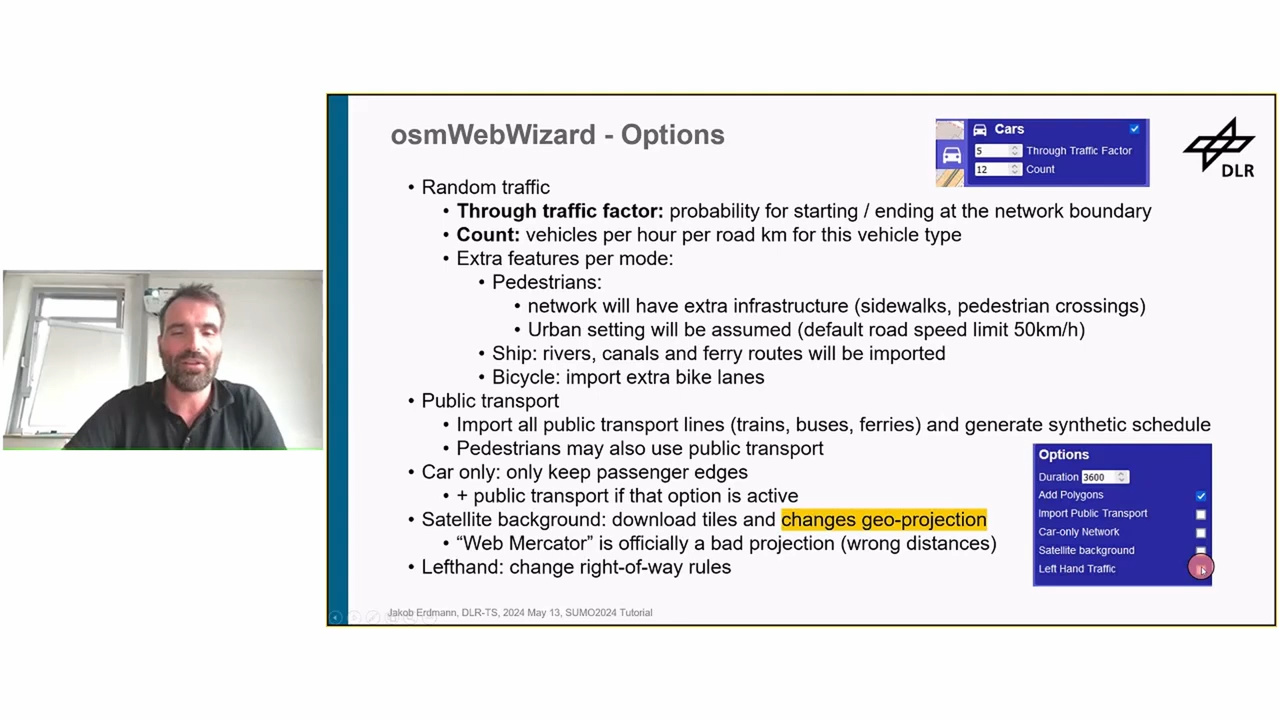 osmWebWizard - Options
Cars
5 Through Traffic Factor
12 Count
DLR
• Random traffic
• Through traffic factor: probability for starting / ending at the network boundary
• Count: vehicles per hour per road km for this vehicle type
• Extra features per mode:
• Pedestrians:
• network will have extra infrastructure (sidewalks, pedestrian crossings)
• Urban setting will be assumed (default road speed limit 50km/h)
• Ship: rivers, canals and ferry routes will be imported
• Bicycle: import extra bike lanes
• Public transport
• Import all public transport lines (trains, buses, ferries) and generate synthetic schedule
• Pedestrians may also use public transport
• Car only: only keep passenger edges
• + public transport if that option is active
• Satellite background: download tiles and changes geo-projection
• “Web Mercator” is officially a bad projection (wrong distances)
• Lefthand: change right-of-way rules
Options
Duration 3600
Add Polygons
Import Public Transport
Car-only Network
Satellite background
Left Hand Traffic
Jakob Erdmann, DLR-TS, 2024 May 13, SUMO2024 Tutorial